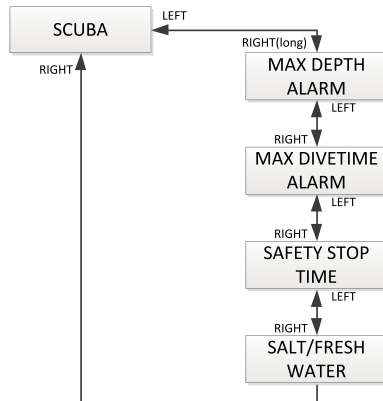 LEFT
SCUBA
RIGHT(long)
RIGHT
MAX DEPTH
ALARM
LEFT
RIGHT
MAX DIVETIME
ALARM
LEFT
RIGHT
SAFETY STOP
TIME
LEFT
RIGHT
SALT/FRESH
WATER